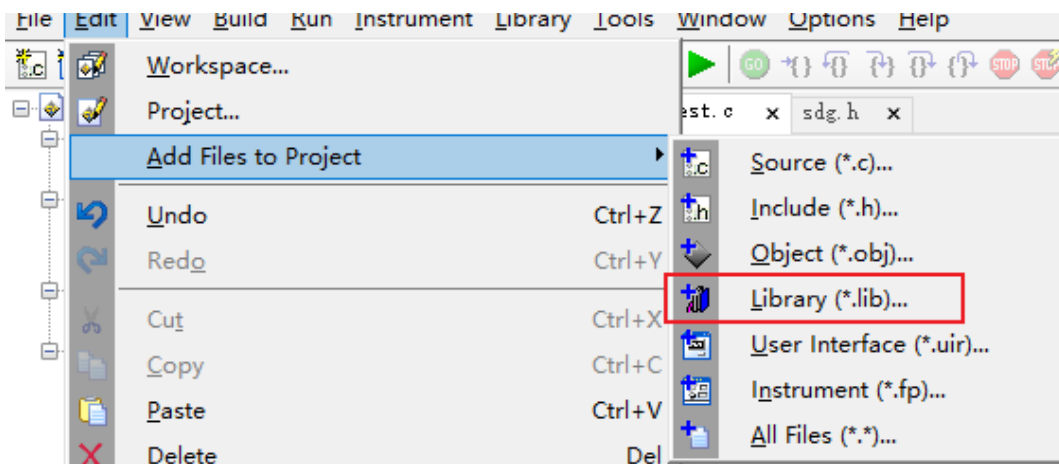 File Edit View Build Run Instrument Library Tools Window Options Help
.c
GO STOP
Workspace...
Project...
est.c x sdg.h x
Add Files to Project
.c Source (*.c)...
Undo Ctrl+Z
.h Include (*.h)...
Redo Ctrl+Y
Object (*.obj)...
Library (*.lib)...
Cut Ctrl+X
User Interface (*.uir)...
Copy Ctrl+C
Instrument (*.fp)...
Paste Ctrl+V
All Files (*.*)...
Delete Del